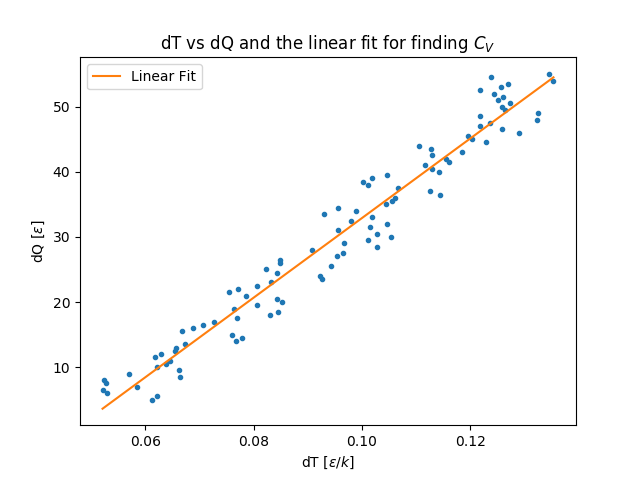 dT vs dQ and the linear fit for finding $C_V$
Linear Fit
50
40
30
20
10
dQ [ε]
0.06 0.08 0.10 0.12
dT [ε/k]